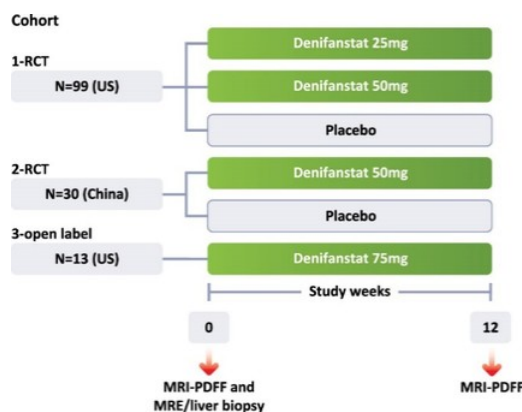 Cohort
1-RCT
N=99 (US)
Denifanstat 25mg
Denifanstat 50mg
Placebo
2-RCT
N=30 (China)
Denifanstat 50mg
Placebo
3-open label
N=13 (US)
Denifanstat 75mg
Study weeks
0
12
MRI-PDFF and
MRE/liver biopsy
MRI-PDFF